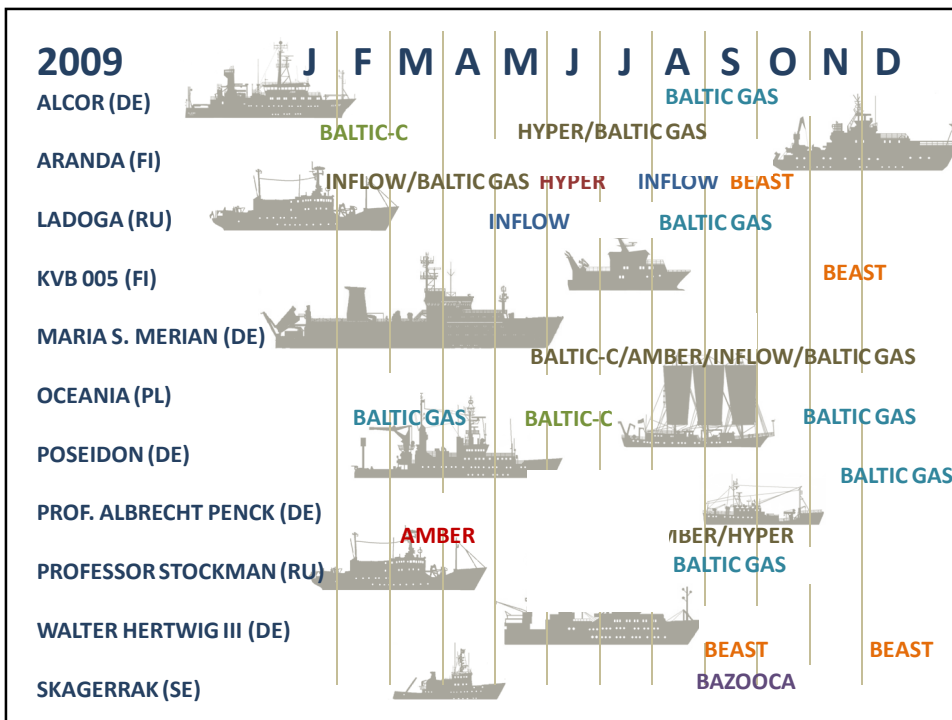 2009 J F M A M J J A S O N D
ALCOR (DE) BALTIC GAS
BALTIC-C HYPER/BALTIC GAS
ARANDA (FI)
INFLOW/BALTIC GAS HYPER INFLOW BEAST
LADOGA (RU) INFLOW BALTIC GAS
KVB 005 (FI) BEAST
MARIA S. MERIAN (DE)
BALTIC-C/AMBER/INFLOW/BALTIC GAS
OCEANIA (PL)
BALTIC GAS BALTIC-C BALTIC GAS
POSEIDON (DE)
BALTIC GAS
PROF. ALBRECHT PENCK (DE)
AMBER MBER/HYPER
PROFESSOR STOCKMAN (RU) BALTIC GAS
WALTER HERTWIG III (DE)
BEAST BEAST
SKAGERRAK (SE) BAZOOCA